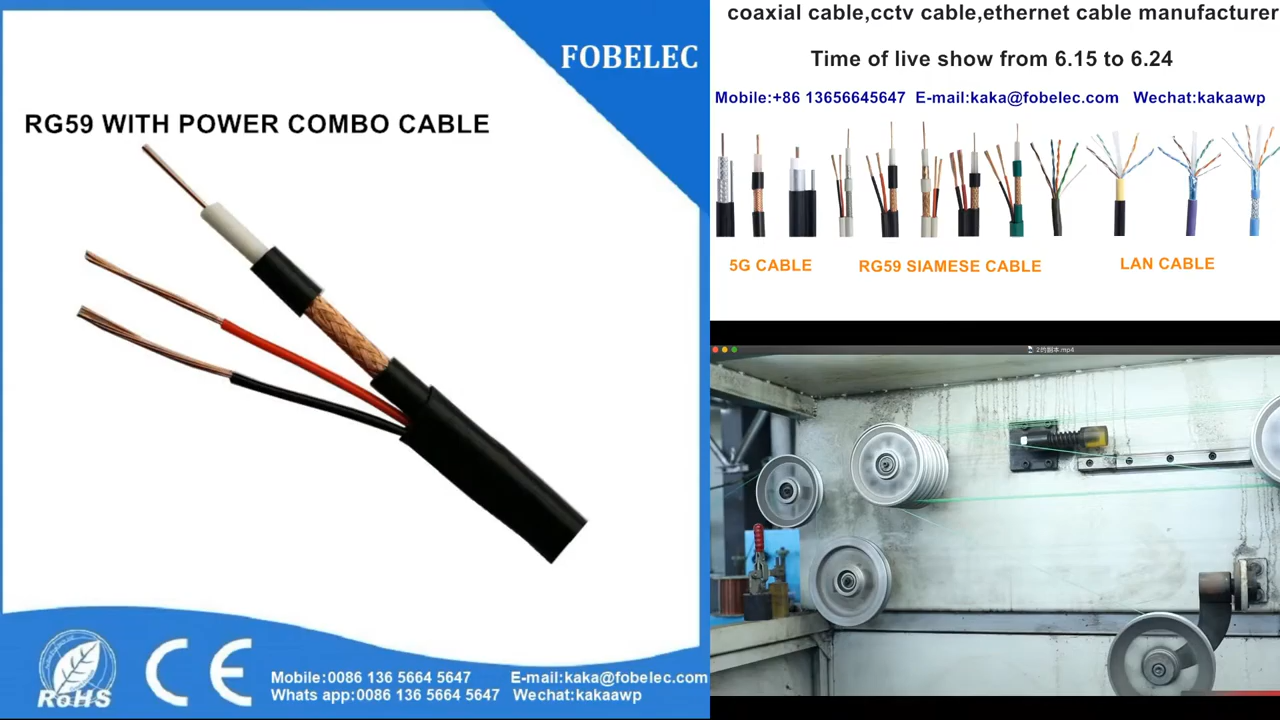 FOBELEC
RG59 WITH POWER COMBO CABLE
RoHS
CE
Mobile:0086 136 5664 5647 E-mail:kaka@fobelec.com
Whats app:0086 136 5664 5647 Wechat:kakaawp
coaxial cable,cctv cable,ethernet cable manufacturer
Time of live show from 6.15 to 6.24
Mobile:+86 13656645647 E-mail:kaka@fobelec.com Wechat:kakaawp
5G CABLE
RG59 SIAMESE CABLE
LAN CABLE